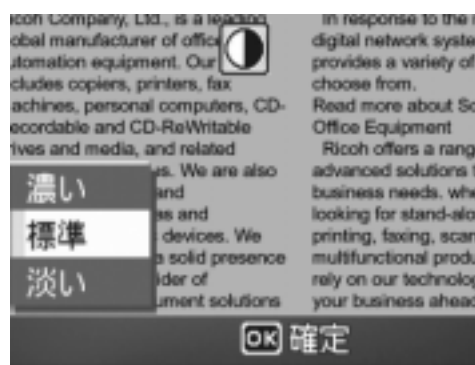 icoh Company, Ltd., is a leading
obal manufacturer of office
utomation equipment. Our
cludes copiers, printers, fax
achines, personal computers, CD-
ecordable and CD-ReWritable
rives and media, and related
us. We are also
and
as and
devices. We
a solid presence
ider of
ument solutions
In response to the
digital network syste
provides a variety of
choose from.
Read more about Sc
Office Equipment
Ricoh offers a rang
advanced solutions
business needs. whe
looking for stand-alo
printing, faxing, scan
multifunctional produ
rely on our technolog
your business ahead
濃い
標準
淡い
OK 確定